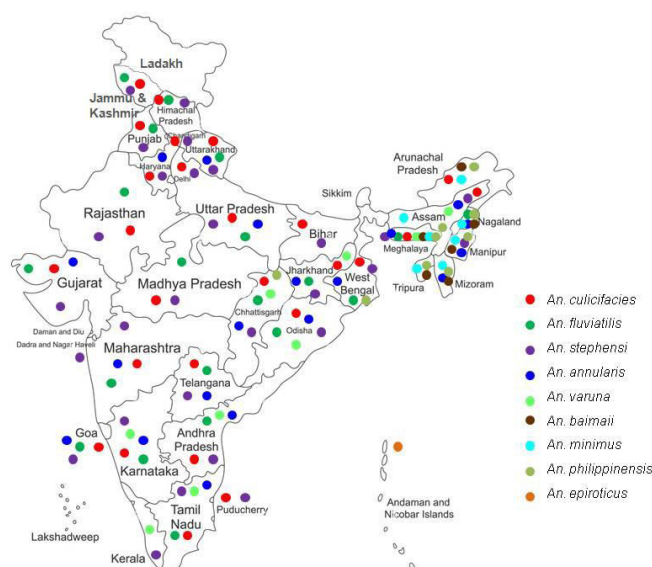 Ladakh
Jammu &
Kashmir
Himachal
Pradesh
Punjab
Chandigarh
Uttarakhand
Haryana
Delhi
Arunachal
Pradesh
Sikkim
Rajasthan
Uttar Pradesh
Assam
Nagaland
Bihar
Meghalaya
Manipur
Gujarat
Madhya Pradesh
Jharkhand
West
Bengal
Tripura
Mizoram
Chhattisgarh
Daman and Diu
Dadra and Nagar Haveli
Odisha
Maharashtra
Telangana
Goa
Andhra
Pradesh
Karnataka
Tamil
Nadu
Puducherry
Lakshadweep
Kerala
Andaman and
Nicobar Islands
An. culicifacies
An. fluviatilis
An. stephensi
An. annularis
An. varuna
An. baimaii
An. minimus
An. philippinensis
An. epiroticus